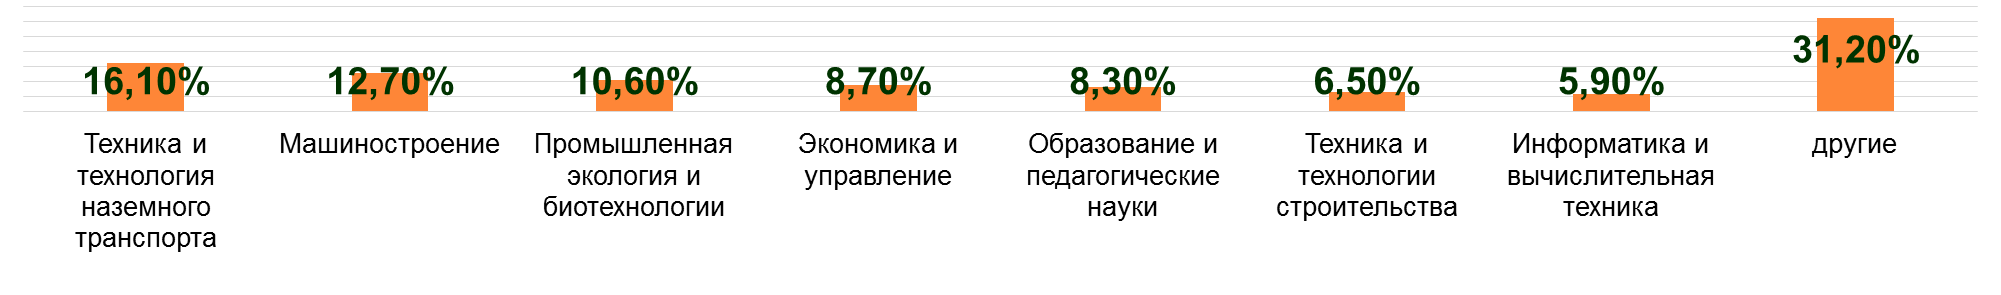 16,10%
12,70%
10,60%
8,70%
8,30%
6,50%
5,90%
31,20%
Техника и
технология
наземного
транспорта
Машиностроение
Промышленная
экология и
биотехнологии
Экономика и
управление
Образование и
педагогические
науки
Техника и
технологии
строительства
Информатика и
вычислительная
техника
другие